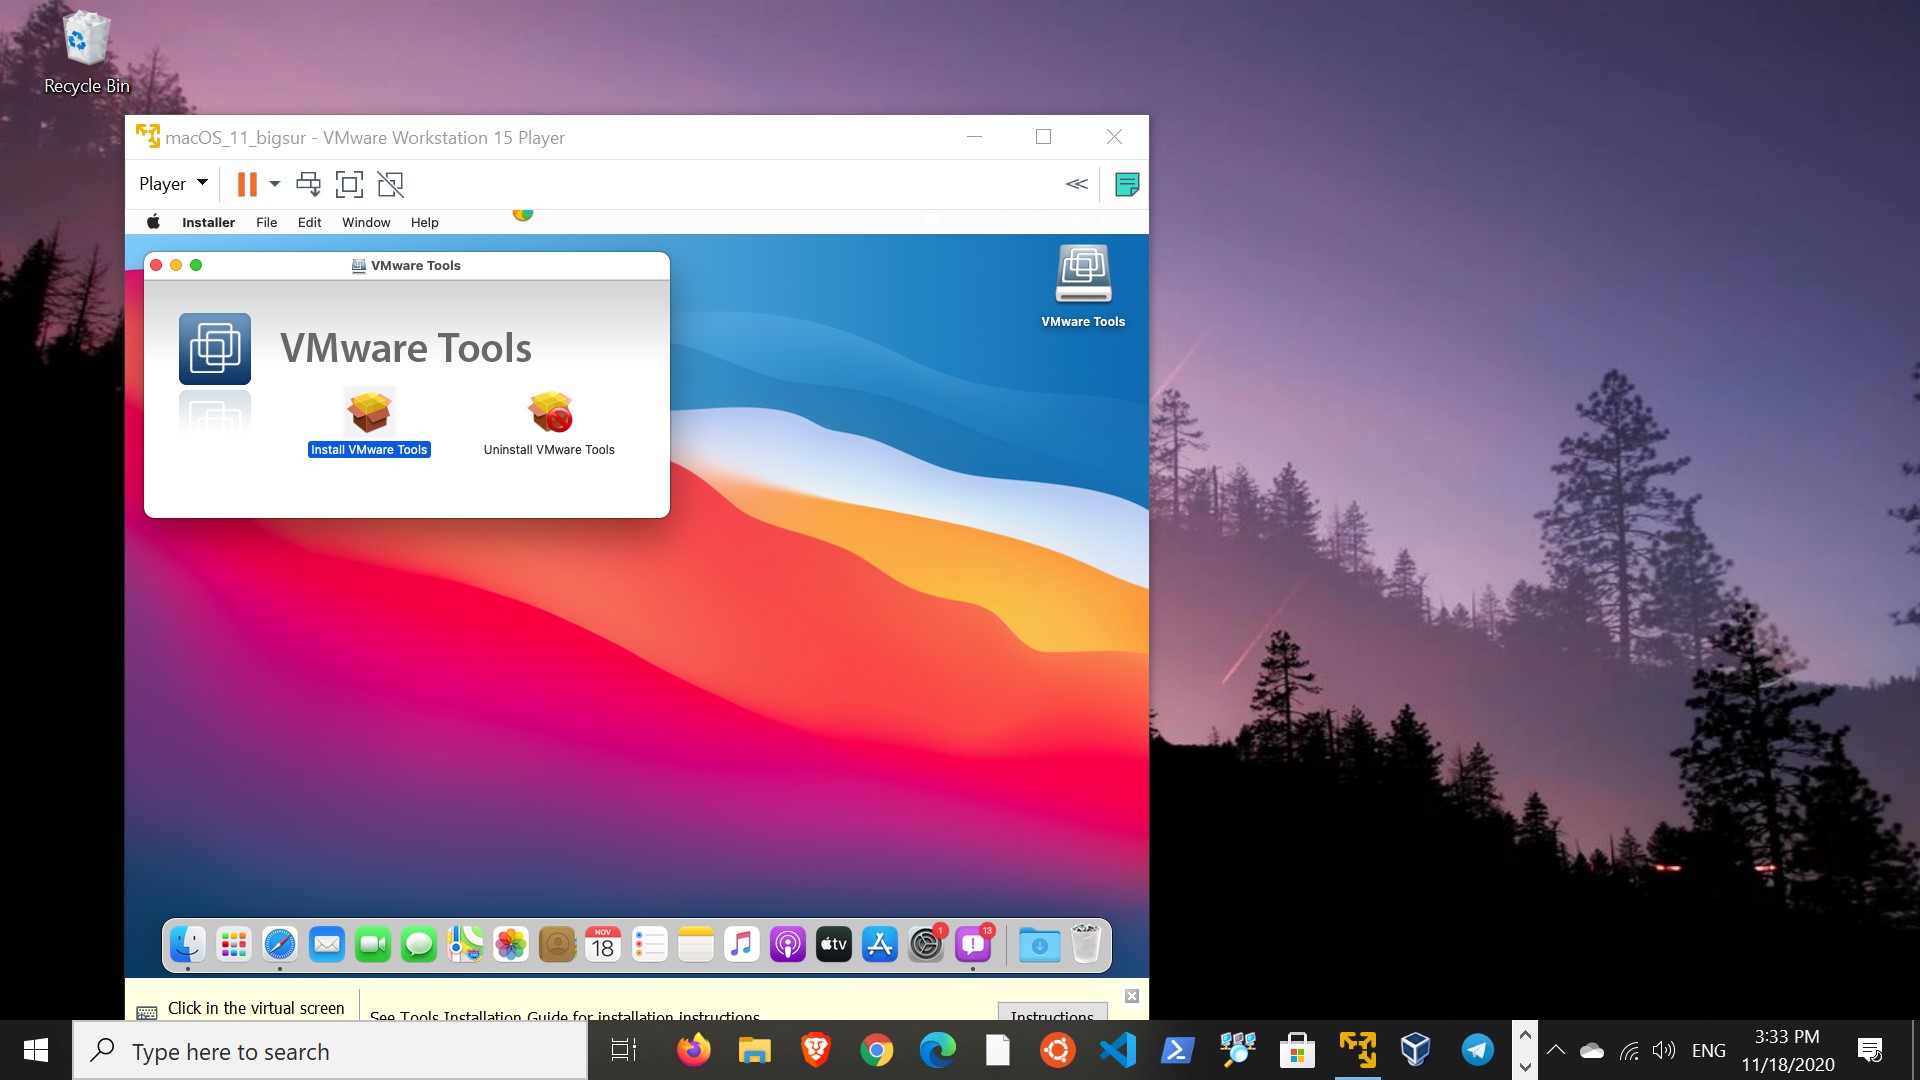 Recycle Bin
macOS_11_bigsur - VMware Workstation 15 Player
Player
Installer File Edit Window Help
VMware Tools
VMware Tools
VMware Tools
Install VMware Tools
Uninstall VMware Tools
NOV
18
tv
1
13
Click in the virtual screen
See Tools Installation Guide for installation instructions
Instructions
Type here to search
ENG
3:33 PM
11/18/2020